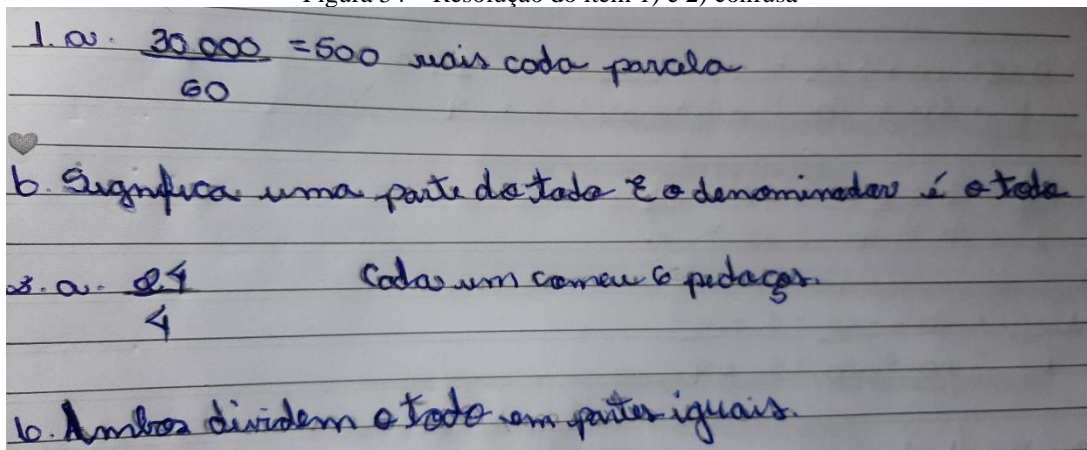 Figura 34 – Resolução do item 1) e 2) confusa
1. a. 30 000 = 500 reais cada parcela
60
b. Significa uma parte do todo E o denominador é o todo
2. a. 24 Cada um comeu 6 pedaços.
4
b. Ambos dividem o todo em partes iguais.